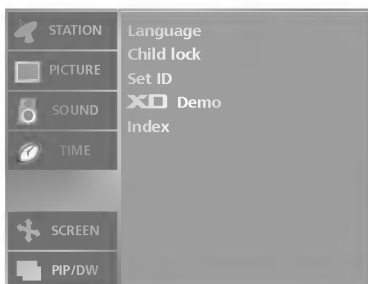 STATION
PICTURE
SOUND
TIME
SCREEN
PIP/DW
Language
Child lock
Set ID
XD Demo
Index